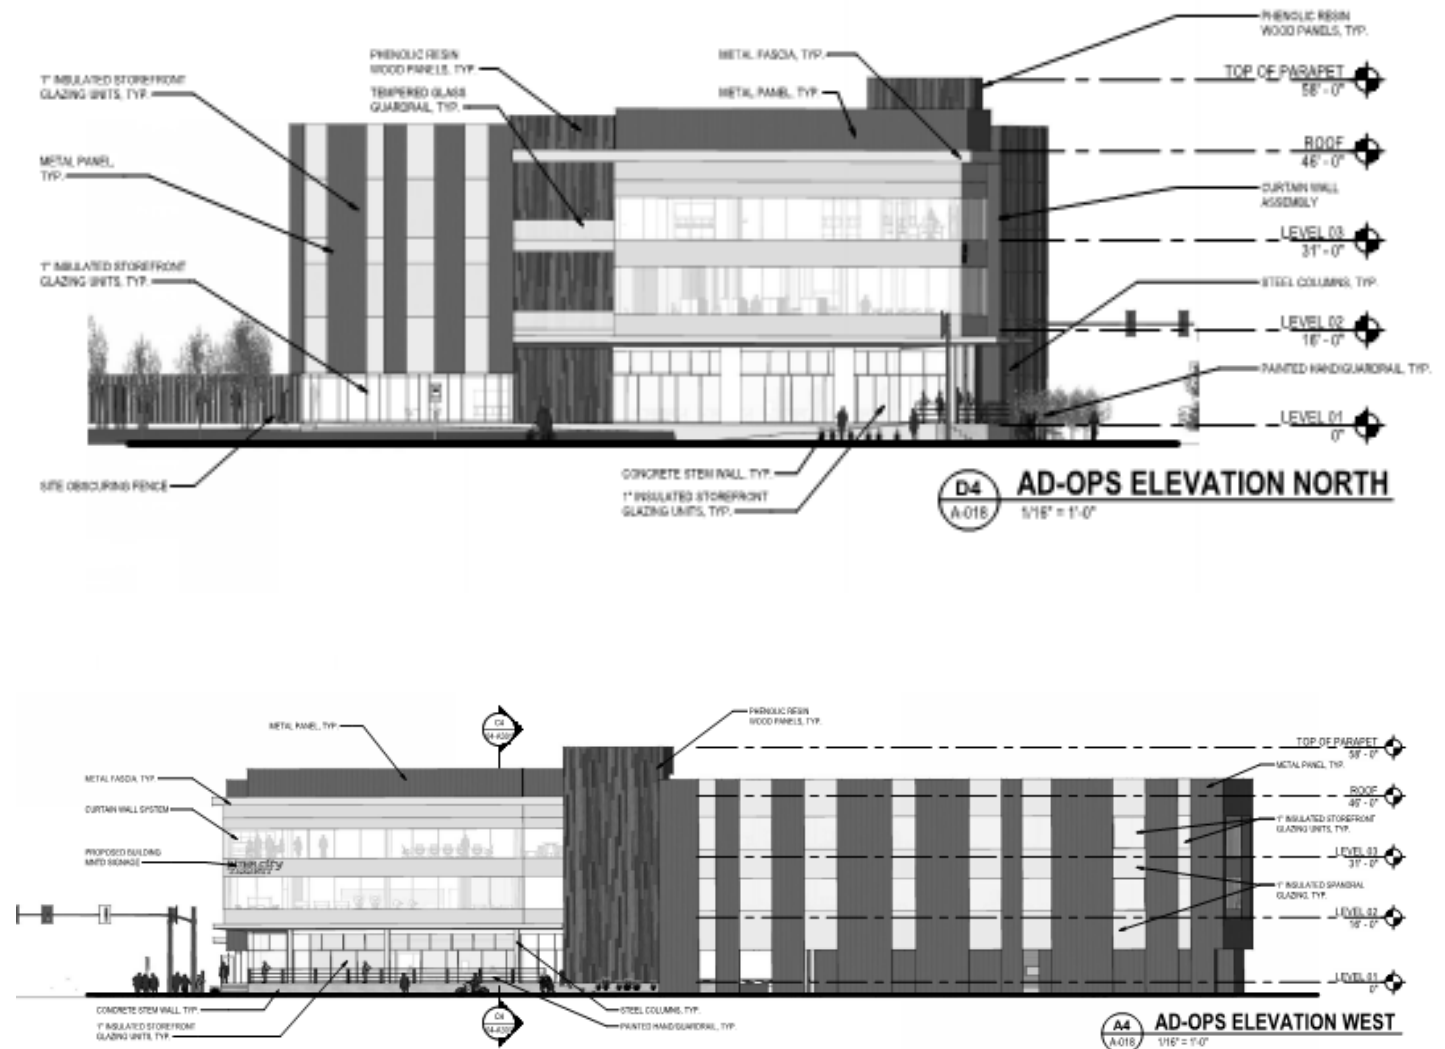 PHENOLIC RESIN
WOOD PANELS, TYP.
METAL FASCIA, TYP.
PHENOLIC RESIN
WOOD PANELS, TYP.
TOP OF PARAPET
58' - 0"
1" INSULATED STOREFRONT
GLAZING UNITS, TYP.
TEMPERED GLASS
GUARDRAIL, TYP.
METAL PANEL, TYP.
ROOF
46' - 0"
METAL PANEL,
TYP.
CURTAIN WALL
ASSEMBLY
LEVEL 03
31' - 0"
1" INSULATED STOREFRONT
GLAZING UNITS, TYP.
STEEL COLUMNS, TYP.
LEVEL 02
16' - 0"
PAINTED HAND/GUARDRAIL, TYP.
LEVEL 01
0"
CONCRETE STEM WALL, TYP.
SITE OBSCURING FENCE
1" INSULATED STOREFRONT
GLAZING UNITS, TYP.
D4
A-018
AD-OPS ELEVATION NORTH
1/16" = 1'-0"
METAL PANEL, TYP.
C4
PHENOLIC RESIN
WOOD PANELS, TYP.
TOP OF PARAPET
58' - 0"
METAL PANEL, TYP.
METAL FASCIA, TYP.
ROOF
46' - 0"
CURTAIN WALL SYSTEM
1" INSULATED STOREFRONT
GLAZING UNITS, TYP.
PROPOSED BUILDING
MNTD SIGNAGE
city
LEVEL 03
31' - 0"
1" INSULATED SPANDRAL
GLAZING, TYP.
LEVEL 02
16' - 0"
LEVEL 01
0"
CONCRETE STEM WALL, TYP.
1" INSULATED STOREFRONT
GLAZING UNITS, TYP.
C4
STEEL COLUMNS, TYP.
PAINTED HAND/GUARDRAIL, TYP.
A4
A-018
AD-OPS ELEVATION WEST
1/16" = 1'-0"